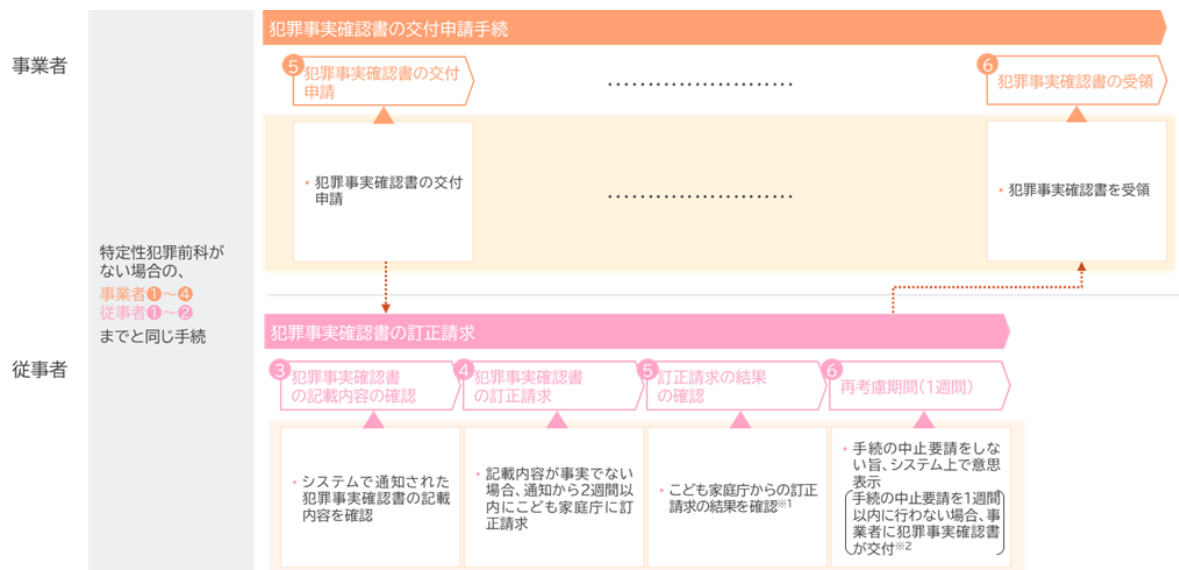 犯罪事実確認書の交付申請手続
事業者
❺
犯罪事実確認書の交付
申請
……………………
❻
犯罪事実確認書の受領
• 犯罪事実確認書の交付
申請
……………………
• 犯罪事実確認書を受領
特定性犯罪前科が
ない場合の、
事業者❶～❹
従事者❶～❷
までと同じ手続
犯罪事実確認書の訂正請求
従事者
❸
犯罪事実確認書
の記載内容の確認
❹
犯罪事実確認書
の訂正請求
❺
訂正請求の結果
の確認
❻
再考慮期間(1週間)
• システムで通知された
犯罪事実確認書の記載
内容を確認
• 記載内容が事実でない
場合、通知から2週間以
内にこども家庭庁に訂
正請求
• こども家庭庁からの訂正
請求の結果を確認※1
• 手続の中止要請をしな
い旨、システム上で意思
表示
手続の中止要請を1週間
以内に行わない場合、事
業者に犯罪事実確認書
が交付※2